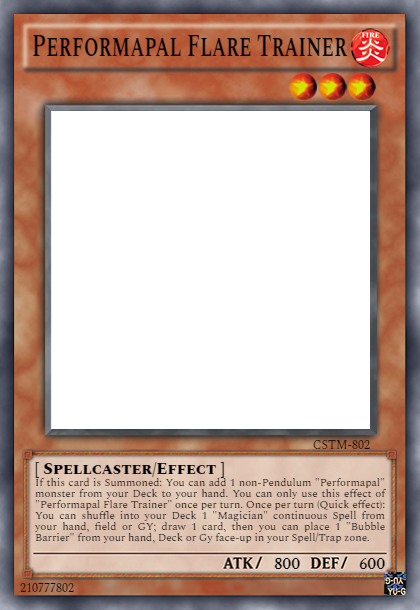 PERFORMAPAL FLARE TRAINER
FIRE
炎
CSTM-802
[ SPELLCASTER/EFFECT ]
If this card is Summoned: You can add 1 non-Pendulum "Performapal"
monster from your Deck to your hand. You can only use this effect of
"Performapal Flare Trainer" once per turn. Once per turn (Quick effect):
You can shuffle into your Deck 1 "Magician" continuous Spell from
your hand, field or GY; draw 1 card, then you can place 1 "Bubble
Barrier" from your hand, Deck or Gy face-up in your Spell/Trap zone.
ATK/ 800 DEF/ 600
210777802
YU-G